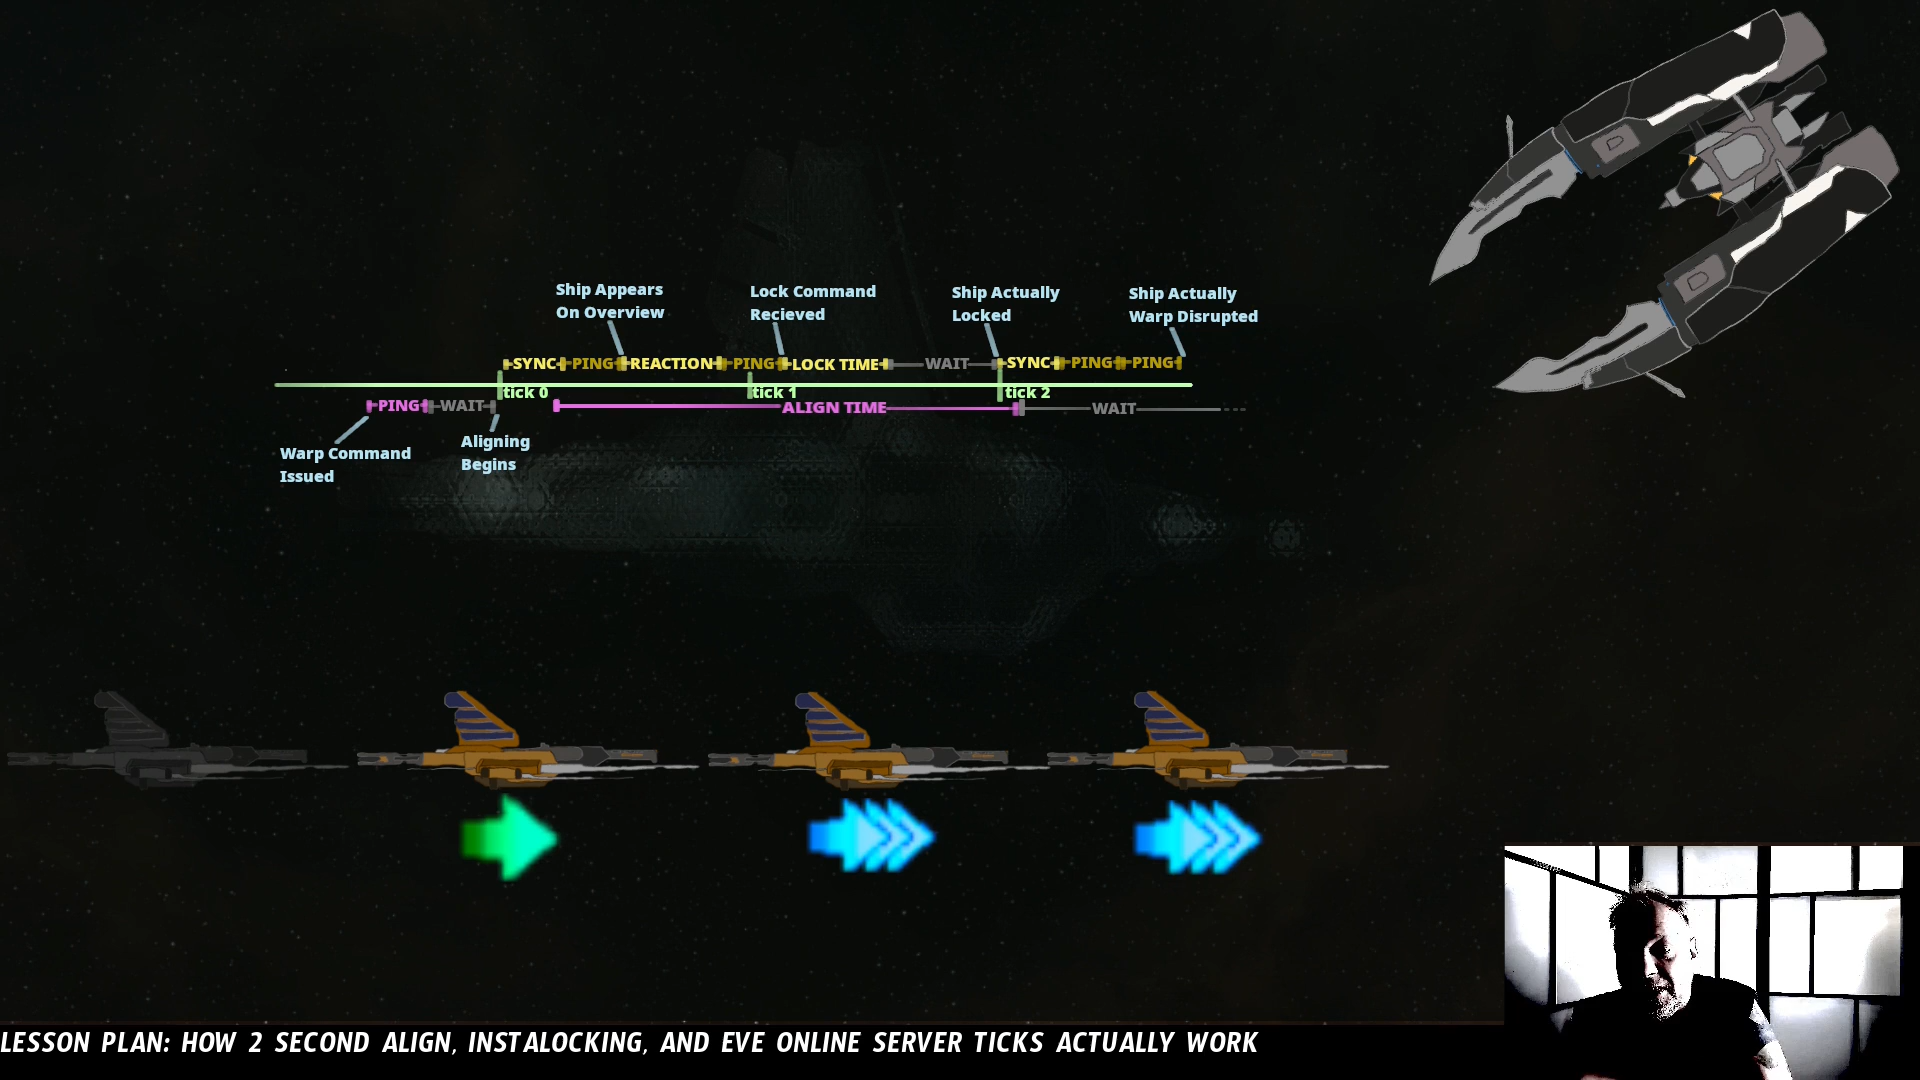 Ship Appears
On Overview
Lock Command
Recieved
Ship Actually
Locked
Ship Actually
Warp Disrupted
SYNC PING REACTION PING LOCK TIME WAIT SYNC PING PING
tick 0 tick 1 tick 2
PING WAIT ALIGN TIME WAIT
Warp Command
Issued
Aligning
Begins
LESSON PLAN: HOW 2 SECOND ALIGN, INSTALOCKING, AND EVE ONLINE SERVER TICKS ACTUALLY WORK